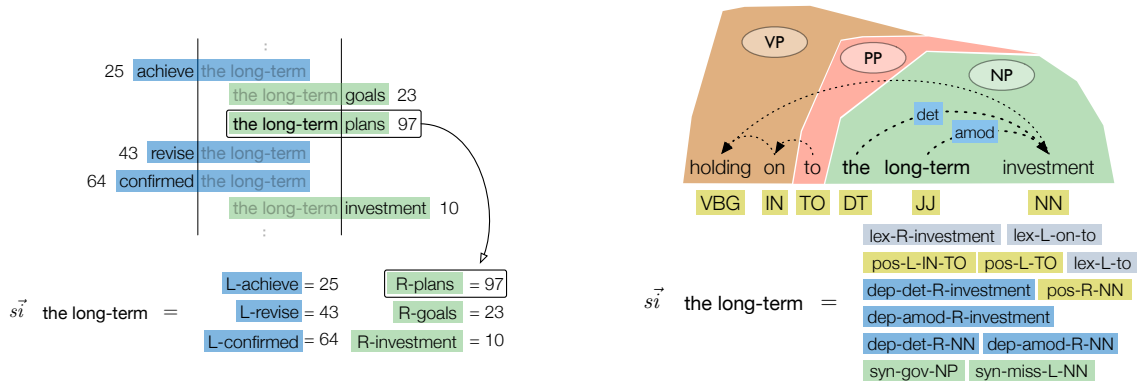 :
25 achieve the long-term
the long-term goals 23
the long-term plans 97
43 revise the long-term
64 confirmed the long-term
the long-term investment 10
:
L-achieve = 25 R-plans = 97
si the long-term = L-revise = 43 R-goals = 23
L-confirmed = 64 R-investment = 10
VP
PP
NP
det
amod
holding on to the long-term investment
VBG IN TO DT JJ NN
lex-R-investment lex-L-on-to
pos-L-IN-TO pos-L-TO lex-L-to
si the long-term = dep-det-R-investment pos-R-NN
dep-amod-R-investment
dep-det-R-NN dep-amod-R-NN
syn-gov-NP syn-miss-L-NN